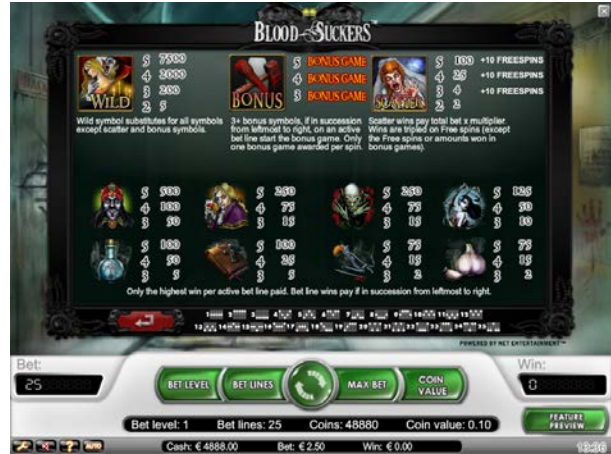 BLOOD SUCKERS™
5 7500
4 2000
3 200
2 5
WILD
5 BONUS GAME
4 BONUS GAME
3 BONUS GAME
BONUS
5 100 +10 FREESPINS
4 25 +10 FREESPINS
3 4 +10 FREESPINS
2 2
SCATTER
Wild symbol substitutes for all symbols
except scatter and bonus symbols.
3+ bonus symbols, if in succession
from leftmost to right, on an active
bet line start the bonus game. Only
one bonus game awarded per spin.
Scatter wins pay total bet x multiplier.
Wins are tripled on Free spins (except
the Free spins or amounts won in
bonus games).
5 500
4 100
3 50
5 250
4 75
3 15
5 250
4 75
3 15
5 125
4 50
3 10
5 100
4 50
3 5
5 100
4 25
3 5
5 75
4 15
3 2
5 75
4 15
3 2
Only the highest win per active bet line paid. Bet line wins pay if in succession from leftmost to right.
POWERED BY NET ENTERTAINMENT™
Bet:
25
BET LEVEL
BET LINES
MAX BET
COIN
VALUE
Win:
0
Bet level: 1 Bet lines: 25 Coins: 48880 Coin value: 0.10
FEATURE
PREVIEW
AUTO
Cash: € 4888.00 Bet: € 2.50 Win: € 0.00